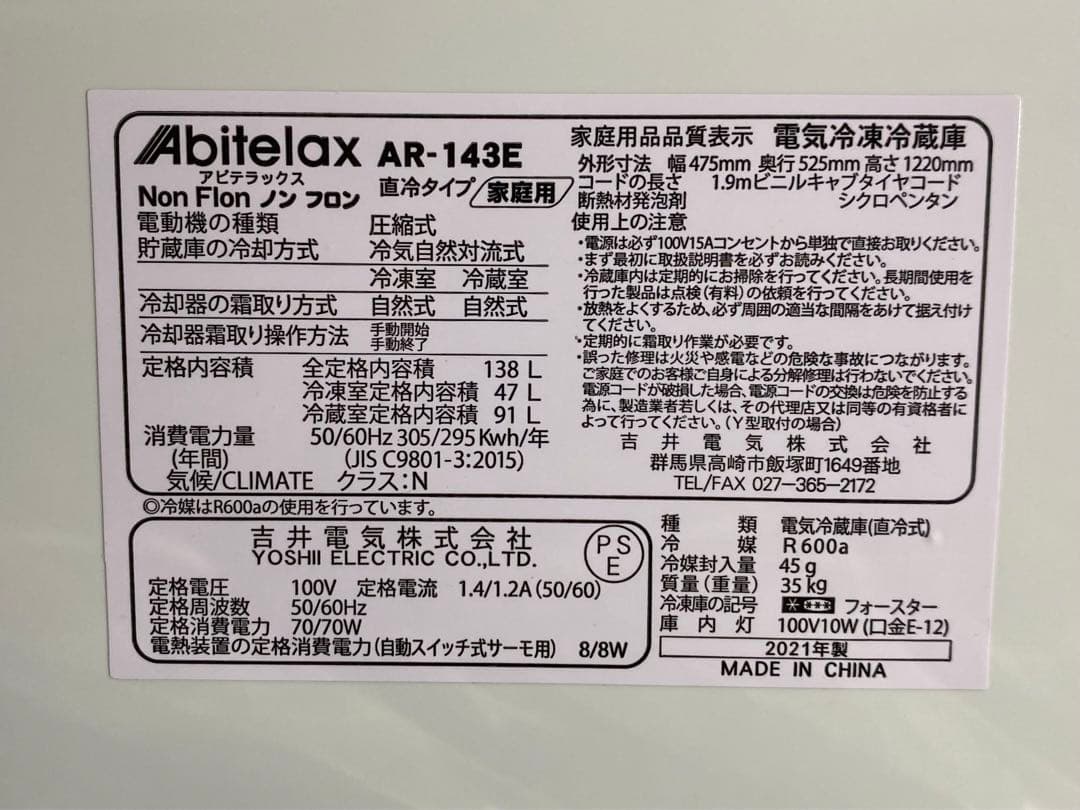 Abitelax AR-143E
アビテラックス
Non Flon ノン フロン 直冷タイプ 家庭用
電動機の種類 圧縮式
貯蔵庫の冷却方式 冷気自然対流式
冷凍室 冷蔵室
冷却器の霜取り方式 自然式 自然式
冷却器霜取り操作方法 手動開始
手動終了
定格内容積 全定格内容積 138 L
冷凍室定格内容積 47 L
冷蔵室定格内容積 91 L
消費電力量 50/60Hz 305/295 Kwh/年
(年間) (JIS C9801-3:2015)
気候/CLIMATE クラス:N
家庭用品品質表示 電気冷凍冷蔵庫
外形寸法 幅475mm 奥行525mm 高さ1220mm
コードの長さ 1.9mビニルキャブタイヤコード
断熱材発泡剤 シクロペンタン
使用上の注意
・電源は必ず100V15Aコンセントから単独で直接お取りください。
・まず最初に取扱説明書を必ずお読みください。
・冷蔵庫内は定期的にお掃除を行ってください。長期間使用を
行った製品は点検(有料)の依頼を行ってください。
・放熱をよくするため、必ず周囲の適当な間隔をあけて据え付け
てください。
・定期的に霜取り作業が必要です。
・誤った修理は火災や感電などの危険な事故につながります。
ご家庭でのお客様ご自身による分解修理は行わないでください。
電源コードが破損した場合、電源コードの交換は危険を防止する
為に、製造業者若しくは、その代理店又は同等の有資格者に
よって行ってください。(Y型取付の場合)
吉井電気株式会社
群馬県高崎市飯塚町1649番地
TEL/FAX 027-365-2172
◎冷媒はR600aの使用を行っています。
吉井電気株式会社
YOSHII ELECTRIC CO.,LTD.
PS
E
定格電圧 100V 定格電流 1.4/1.2A(50/60)
定格周波数 50/60Hz
定格消費電力 70/70W
電熱装置の定格消費電力(自動スイッチ式サーモ用) 8/8W
種類 電気冷蔵庫(直冷式)
冷媒 R600a
冷媒封入量 45g
質量(重量) 35kg
冷凍庫の記号 フォースター
庫内灯 100V10W(口金E-12)
2021年製
MADE IN CHINA